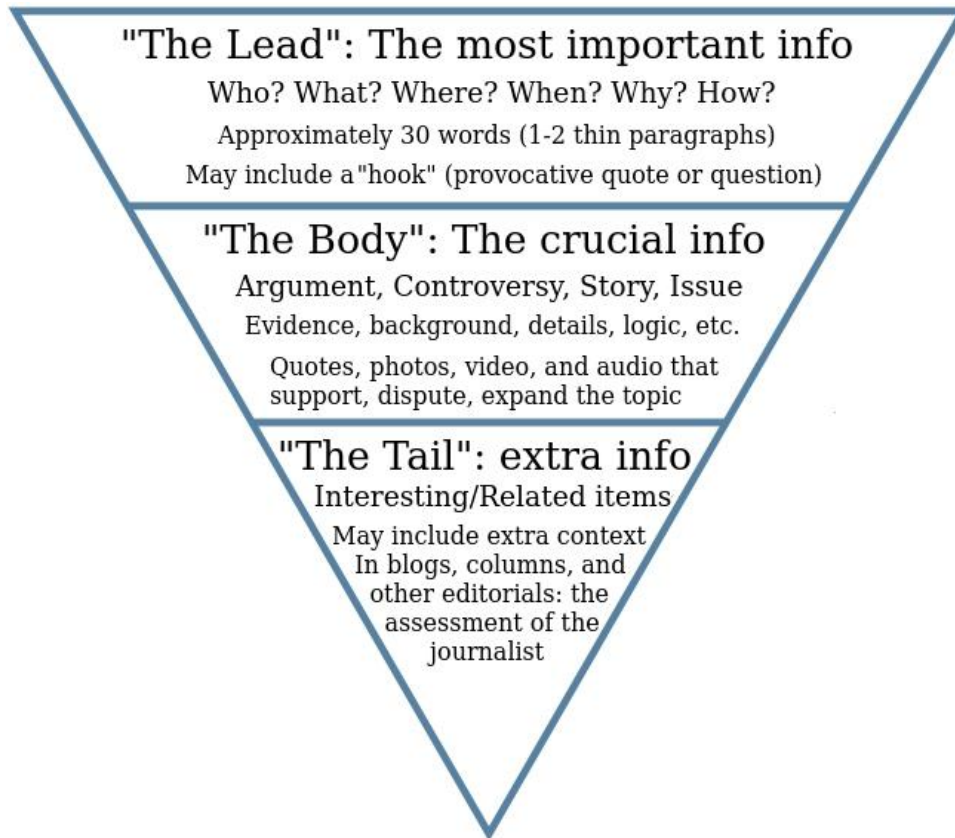 "The Lead": The most important info
Who? What? Where? When? Why? How?
Approximately 30 words (1-2 thin paragraphs)
May include a "hook" (provocative quote or question)
"The Body": The crucial info
Argument, Controversy, Story, Issue
Evidence, background, details, logic, etc.
Quotes, photos, video, and audio that
support, dispute, expand the topic
"The Tail": extra info
Interesting/Related items
May include extra context
In blogs, columns, and
other editorials: the
assessment of the
journalist